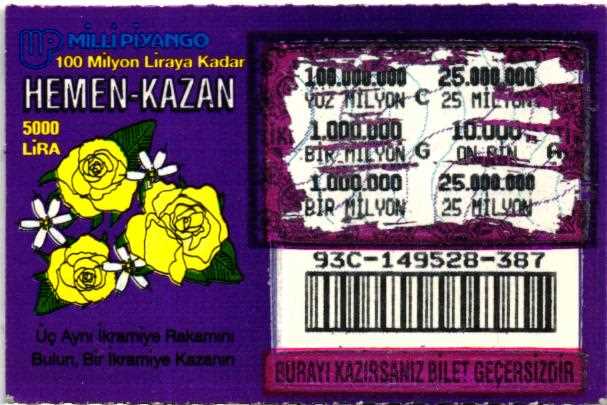 MİLLİ PİYANGO
100 Milyon Liraya Kadar
HEMEN-KAZAN
5000
LİRA
100.000.000 25.000.000
YÜZ MİLYON C 25 MİLYON
1.000.000 10.000
BİR MİLYON G ON BİN A
1.000.000 25.000.000
BİR MİLYON 25 MİLYON
93C-149528-387
Üç Aynı İkramiye Rakamını
Bulun, Bir İkramiye Kazanın
BURAYI KAZIRSANIZ BİLET GEÇERSİZDİR